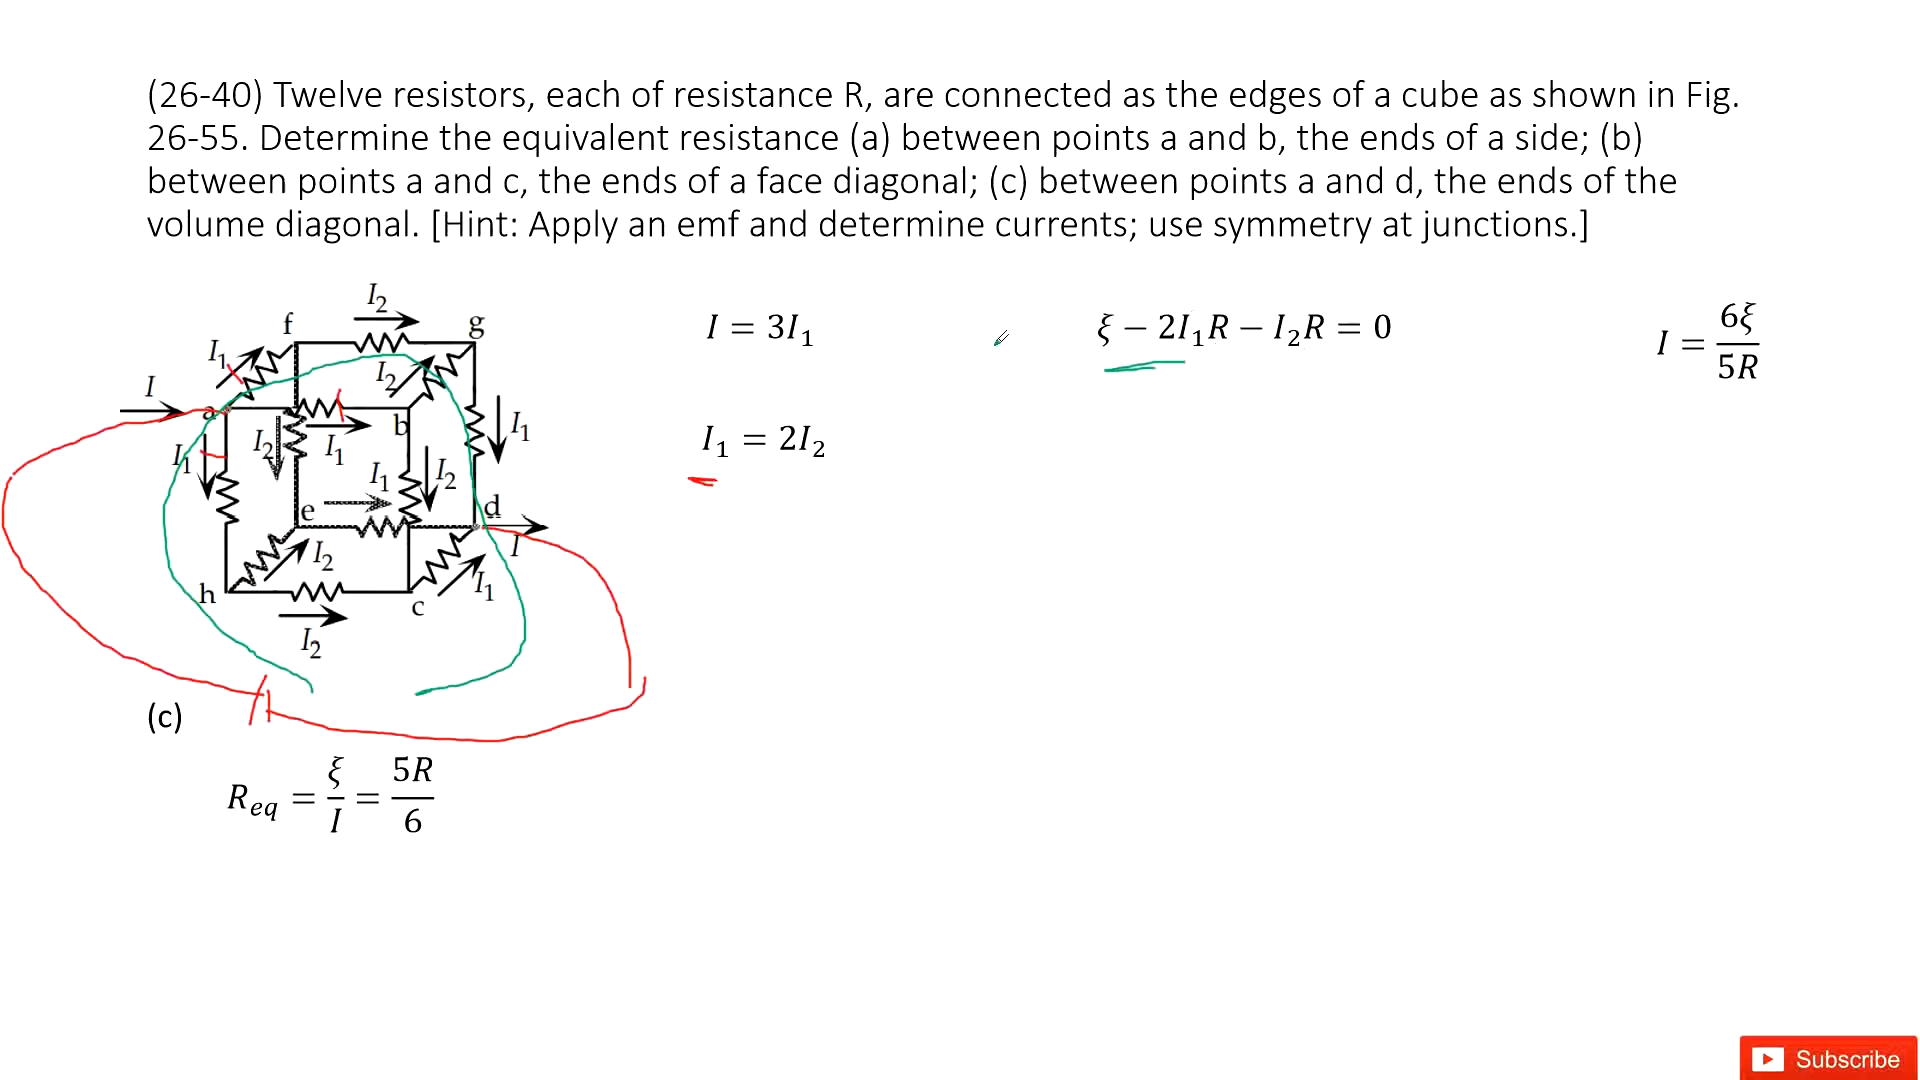 (26-40) Twelve resistors, each of resistance R, are connected as the edges of a cube as shown in Fig.
26-55. Determine the equivalent resistance (a) between points a and b, the ends of a side; (b)
between points a and c, the ends of a face diagonal; (c) between points a and d, the ends of the
volume diagonal. [Hint: Apply an emf and determine currents; use symmetry at junctions.]
I₂
f
g
I₁
I₂
I
a
I₁
b
I₁
I₁
I₂
I₁
I₂
e
d
I
I₂
h
I₁
c
I₂
I = 3I₁
ξ − 2I₁R − I₂R = 0
I = 6ξ/5R
I₁ = 2I₂
(c)
R_eq = ξ/I = 5R/6
Subscribe